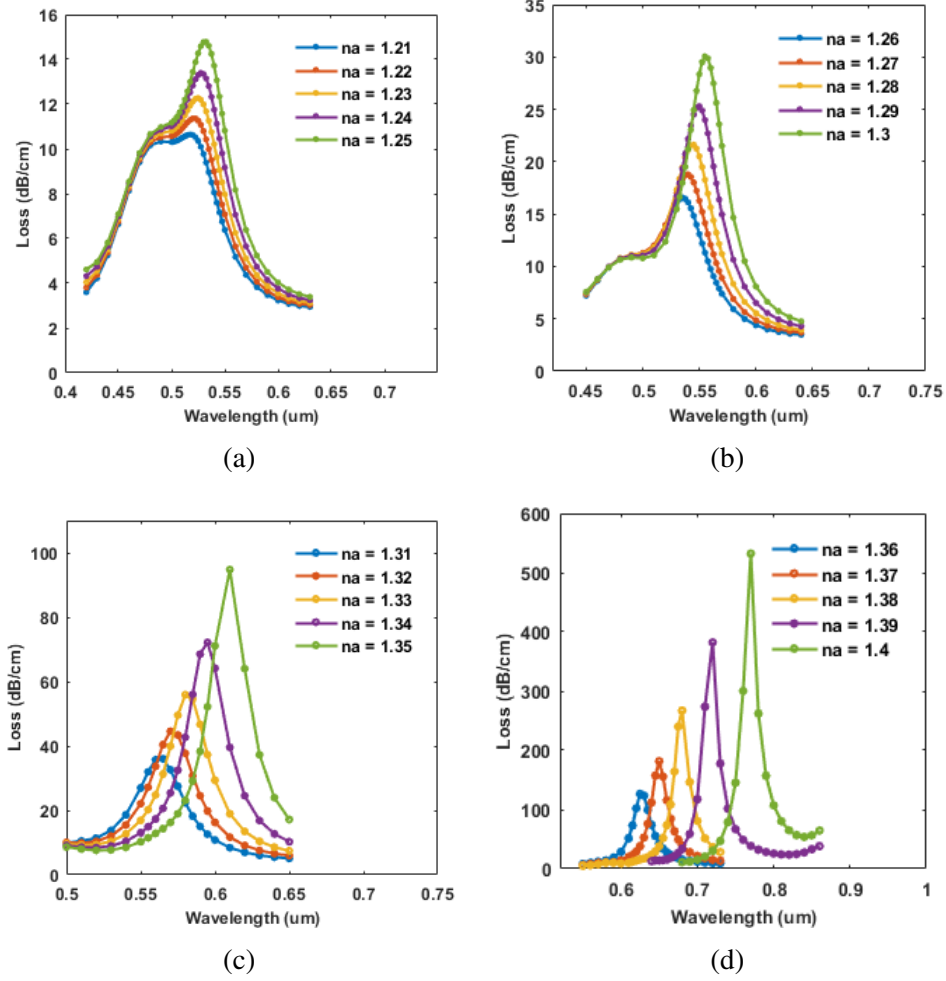 16
14
12
10
8
6
4
2
0
Loss (dB/cm)
0.4 0.45 0.5 0.55 0.6 0.65 0.7
Wavelength (um)
na = 1.21
na = 1.22
na = 1.23
na = 1.24
na = 1.25
(a)
35
30
25
20
15
10
5
0
Loss (dB/cm)
0.45 0.5 0.55 0.6 0.65 0.7 0.75
Wavelength (um)
na = 1.26
na = 1.27
na = 1.28
na = 1.29
na = 1.3
(b)
100
80
60
40
20
0
Loss (dB/cm)
0.5 0.55 0.6 0.65 0.7 0.75
Wavelength (um)
na = 1.31
na = 1.32
na = 1.33
na = 1.34
na = 1.35
(c)
600
500
400
300
200
100
0
Loss (dB/cm)
0.6 0.7 0.8 0.9 1
Wavelength (um)
na = 1.36
na = 1.37
na = 1.38
na = 1.39
na = 1.4
(d)